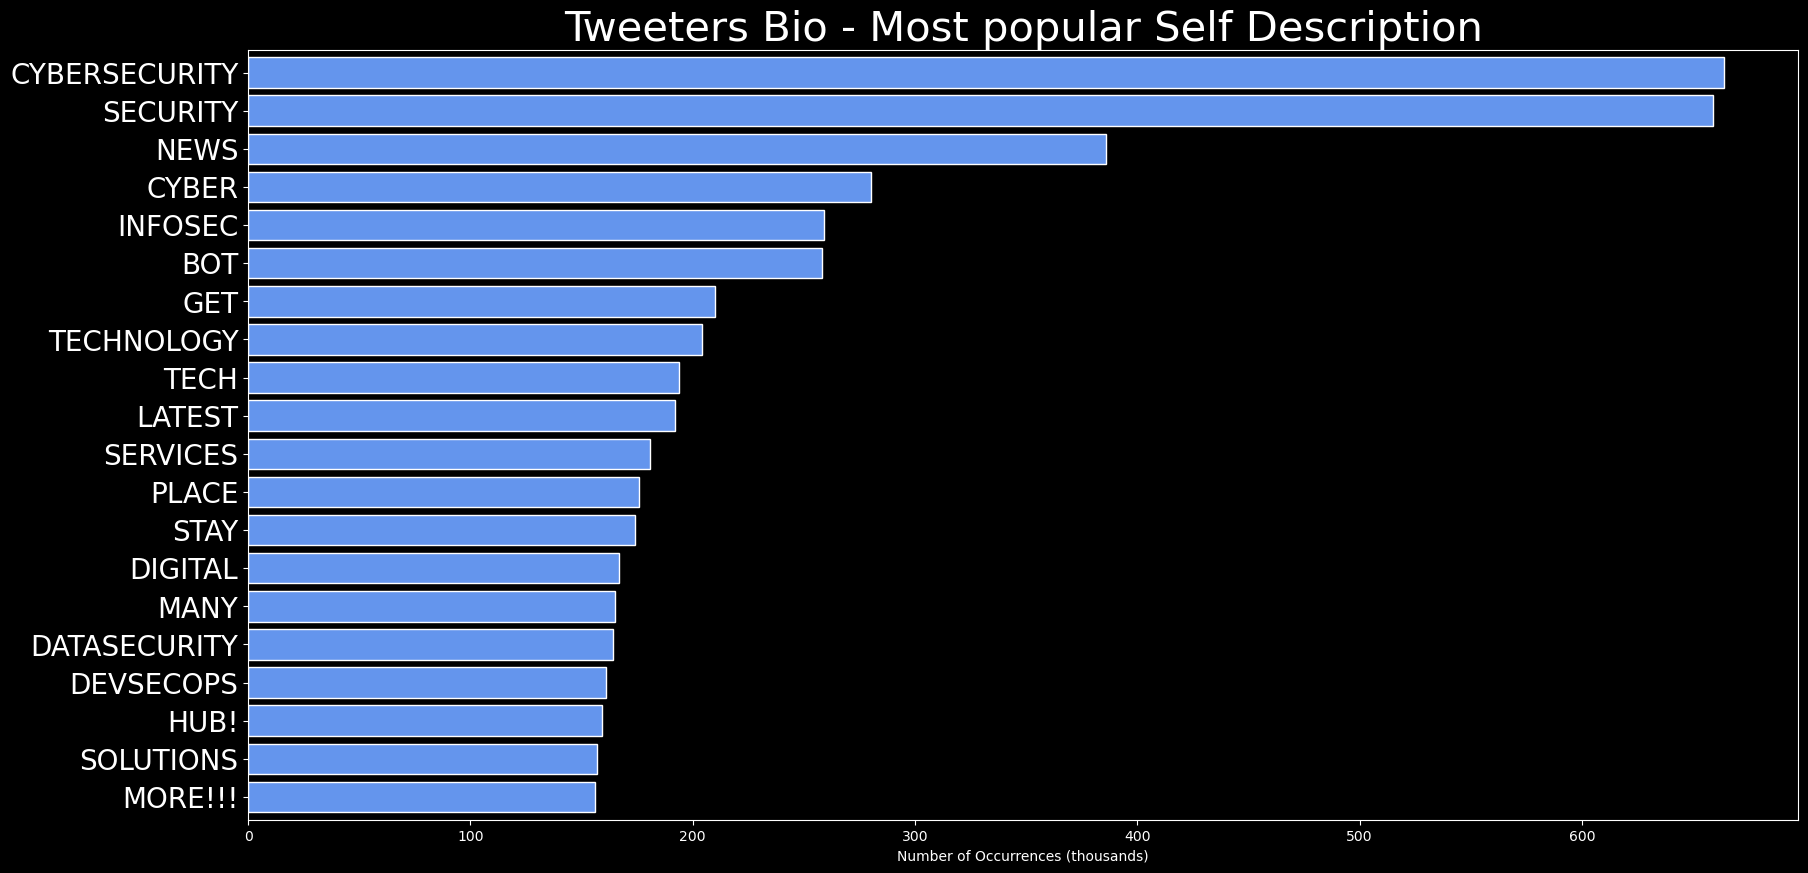 Tweeters Bio - Most popular Self Description
CYBERSECURITY
SECURITY
NEWS
CYBER
INFOSEC
BOT
GET
TECHNOLOGY
TECH
LATEST
SERVICES
PLACE
STAY
DIGITAL
MANY
DATASECURITY
DEVSECOPS
HUB!
SOLUTIONS
MORE!!!
0 100 200 300 400 500 600
Number of Occurrences (thousands)